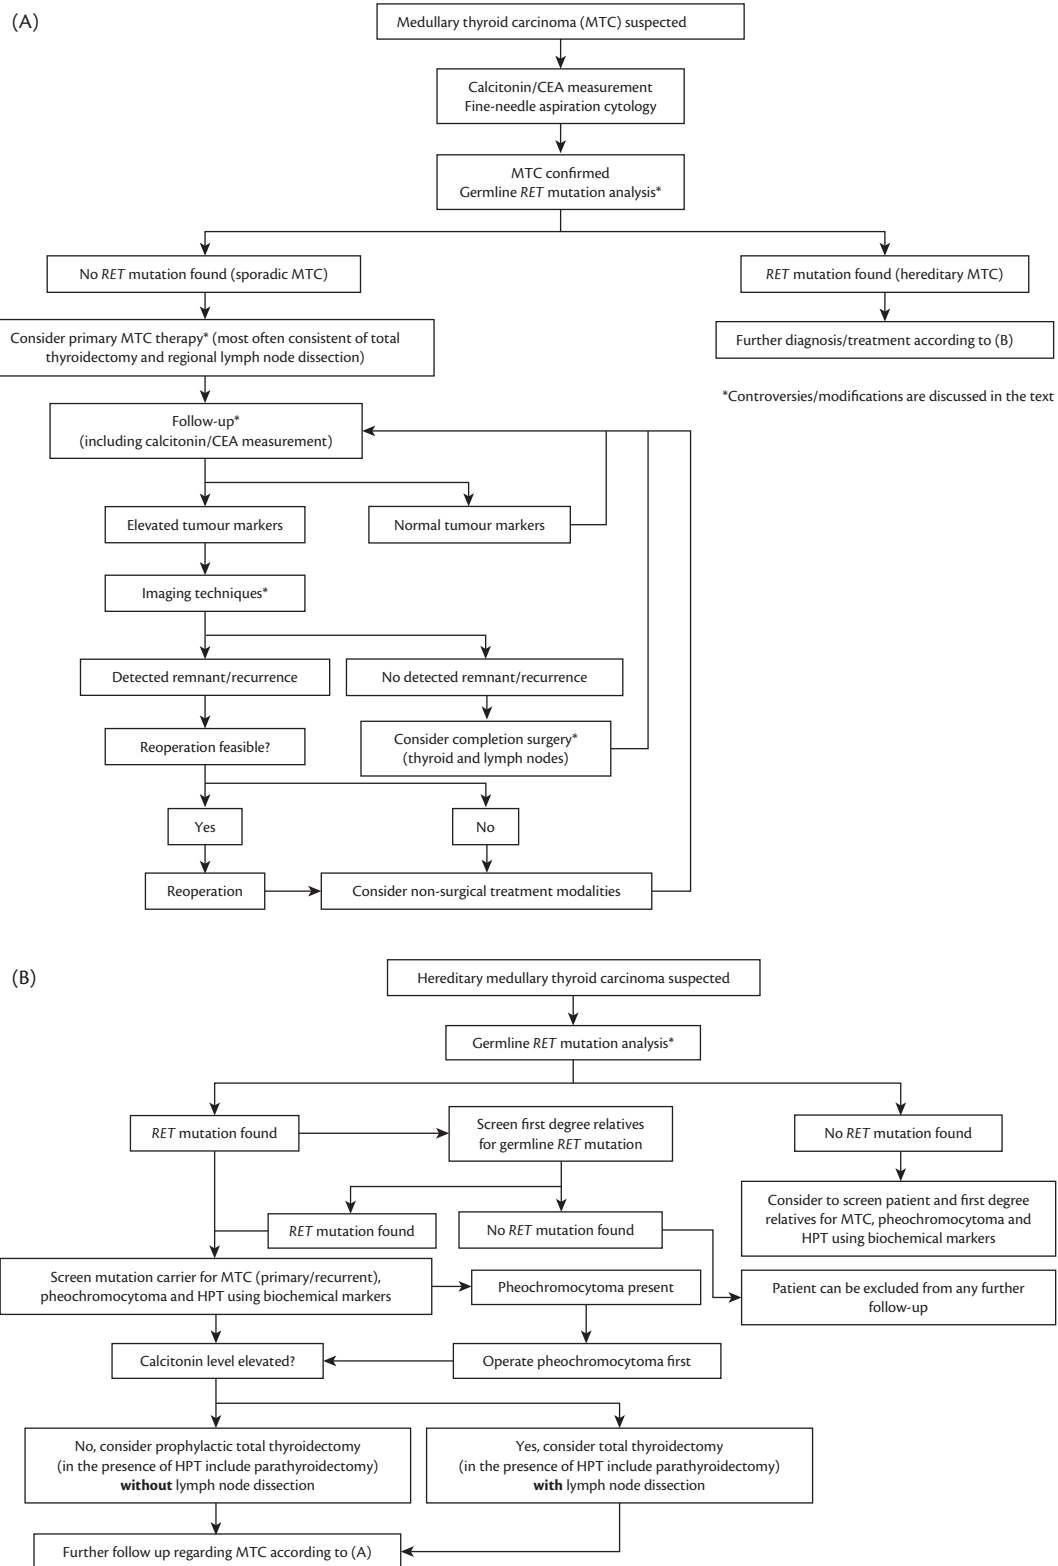 (A)
Medullary thyroid carcinoma (MTC) suspected
Calcitonin/CEA measurement
Fine-needle aspiration cytology
MTC confirmed
Germline RET mutation analysis*
No RET mutation found (sporadic MTC)
RET mutation found (hereditary MTC)
Consider primary MTC therapy* (most often consistent of total
thyroidectomy and regional lymph node dissection)
Further diagnosis/treatment according to (B)
*Controversies/modifications are discussed in the text
Follow-up*
(including calcitonin/CEA measurement)
Elevated tumour markers
Normal tumour markers
Imaging techniques*
Detected remnant/recurrence
No detected remnant/recurrence
Reoperation feasible?
Consider completion surgery*
(thyroid and lymph nodes)
Yes
No
Reoperation
Consider non-surgical treatment modalities
(B)
Hereditary medullary thyroid carcinoma suspected
Germline RET mutation analysis*
RET mutation found
Screen first degree relatives
for germline RET mutation
No RET mutation found
Consider to screen patient and first degree
relatives for MTC, pheochromocytoma and
HPT using biochemical markers
RET mutation found
No RET mutation found
Screen mutation carrier for MTC (primary/recurrent),
pheochromocytoma and HPT using biochemical markers
Pheochromocytoma present
Patient can be excluded from any further
follow-up
Calcitonin level elevated?
Operate pheochromocytoma first
No, consider prophylactic total thyroidectomy
(in the presence of HPT include parathyroidectomy)
without lymph node dissection
Yes, consider total thyroidectomy
(in the presence of HPT include parathyroidectomy)
with lymph node dissection
Further follow up regarding MTC according to (A)